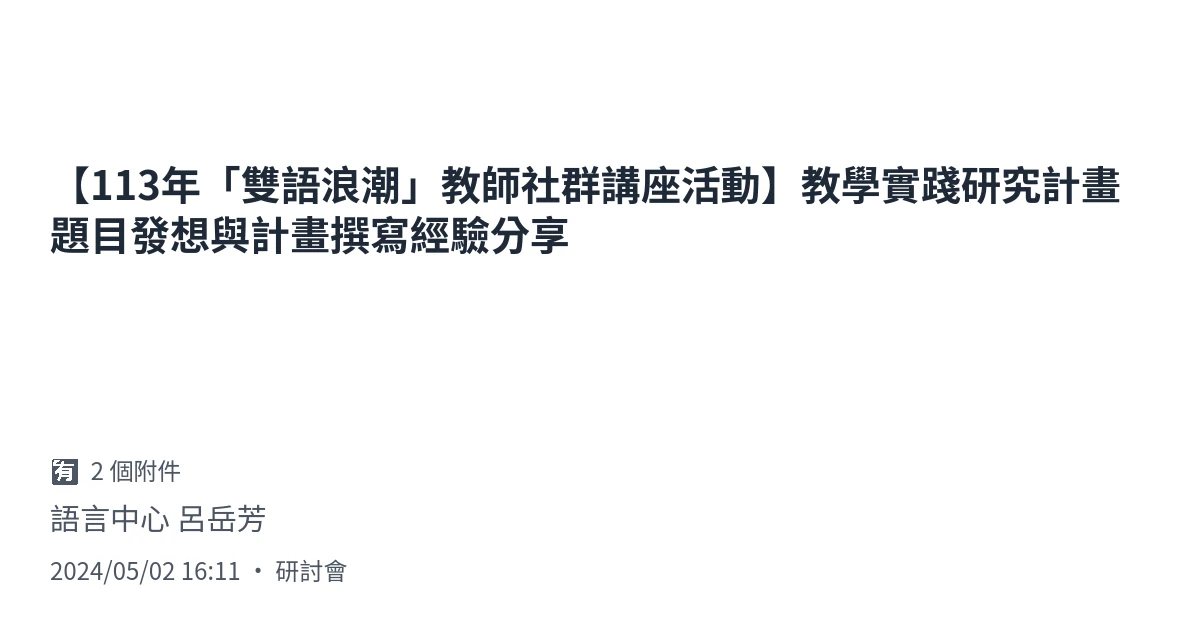 【113年「雙語浪潮」教師社群講座活動】教學實踐研究計畫
題目發想與計畫撰寫經驗分享
🈶 2 個附件
語言中心 呂岳芳
2024/05/02 16:11 • 研討會